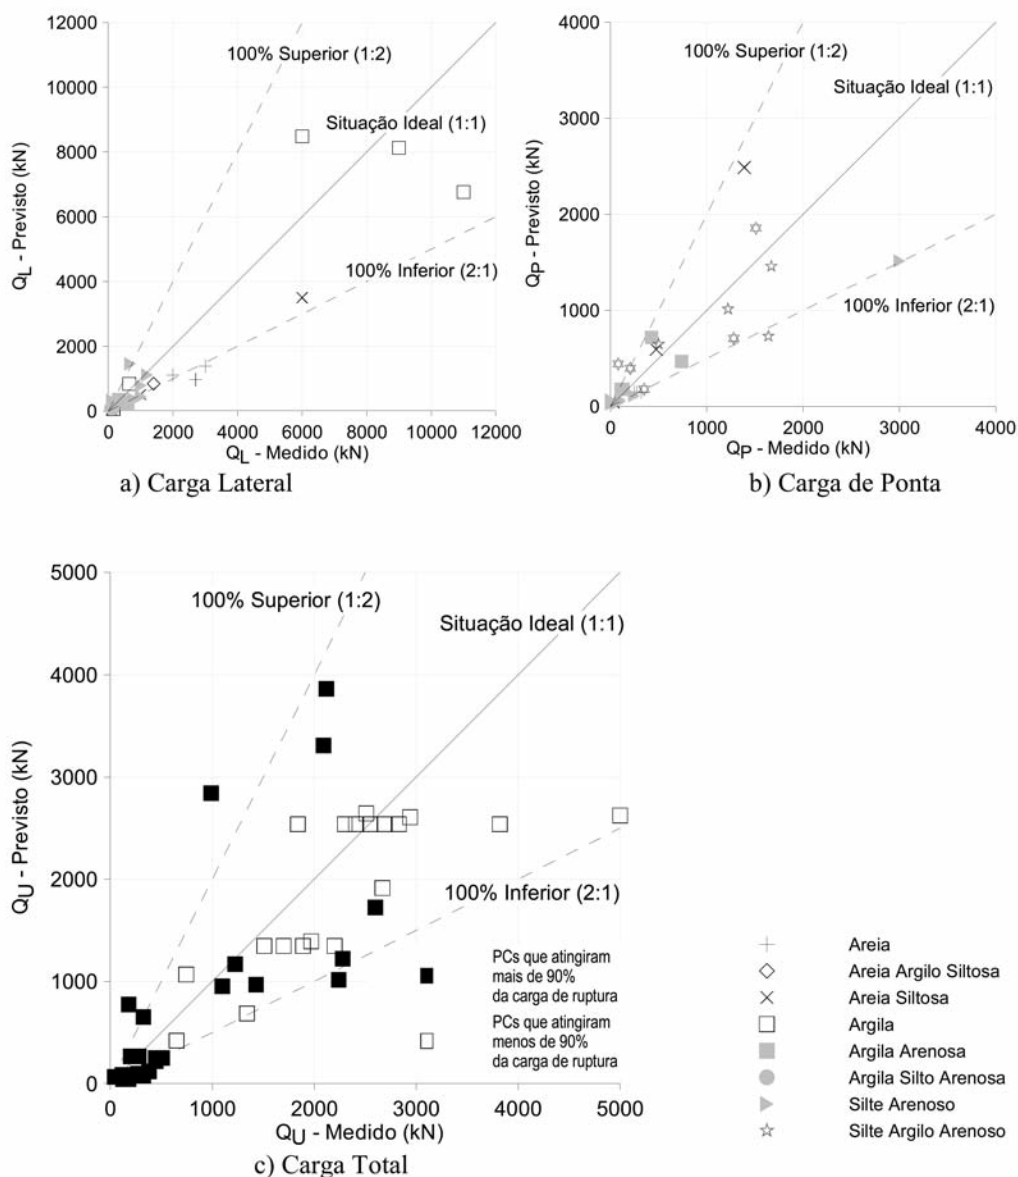 12000
10000
8000
6000
4000
2000
0
QL - Previsto (kN)
100% Superior (1:2)
Situação Ideal (1:1)
100% Inferior (2:1)
0 2000 4000 6000 8000 10000 12000
QL - Medido (kN)
a) Carga Lateral
4000
3000
2000
1000
0
QP - Previsto (kN)
100% Superior (1:2)
Situação Ideal (1:1)
100% Inferior (2:1)
0 1000 2000 3000 4000
QP - Medido (kN)
b) Carga de Ponta
5000
4000
3000
2000
1000
0
QU - Previsto (kN)
100% Superior (1:2)
Situação Ideal (1:1)
100% Inferior (2:1)
PCs que atingiram
mais de 90%
da carga de ruptura
PCs que atingiram
menos de 90%
da carga de ruptura
0 1000 2000 3000 4000 5000
QU - Medido (kN)
c) Carga Total
Areia
Areia Argilo Siltosa
Areia Siltosa
Argila
Argila Arenosa
Argila Silto Arenosa
Silte Arenoso
Silte Argilo Arenoso